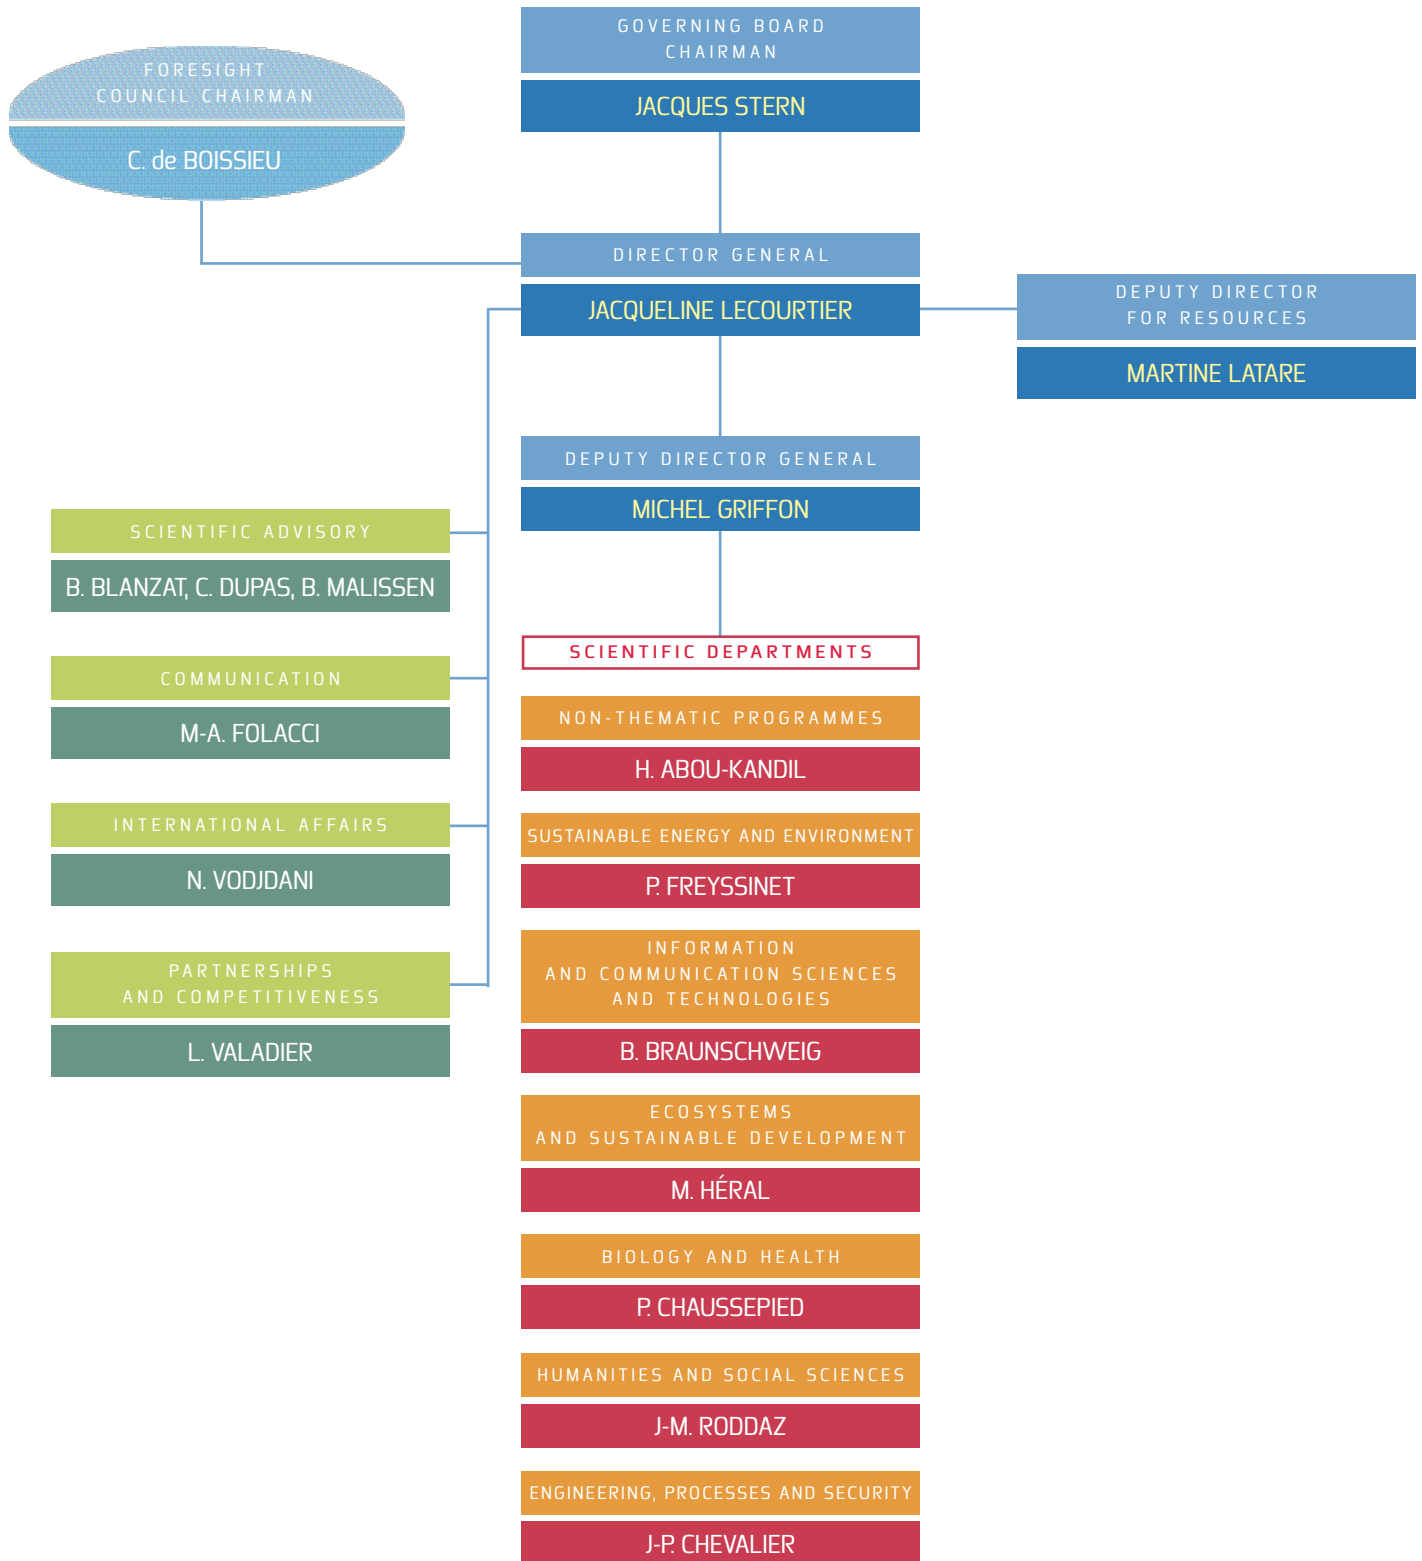 GOVERNING BOARD
CHAIRMAN
JACQUES STERN
FORESIGHT
COUNCIL CHAIRMAN
C. de BOISSIEU
DIRECTOR GENERAL
JACQUELINE LECOURTIER
DEPUTY DIRECTOR
FOR RESOURCES
MARTINE LATARE
DEPUTY DIRECTOR GENERAL
MICHEL GRIFFON
SCIENTIFIC ADVISORY
B. BLANZAT, C. DUPAS, B. MALISSEN
COMMUNICATION
M-A. FOLACCI
INTERNATIONAL AFFAIRS
N. VODJDANI
PARTNERSHIPS
AND COMPETITIVENESS
L. VALADIER
SCIENTIFIC DEPARTMENTS
NON-THEMATIC PROGRAMMES
H. ABOU-KANDIL
SUSTAINABLE ENERGY AND ENVIRONMENT
P. FREYSSINET
INFORMATION
AND COMMUNICATION SCIENCES
AND TECHNOLOGIES
B. BRAUNSCHWEIG
ECOSYSTEMS
AND SUSTAINABLE DEVELOPMENT
M. HÉRAL
BIOLOGY AND HEALTH
P. CHAUSSEPIED
HUMANITIES AND SOCIAL SCIENCES
J-M. RODDAZ
ENGINEERING, PROCESSES AND SECURITY
J-P. CHEVALIER